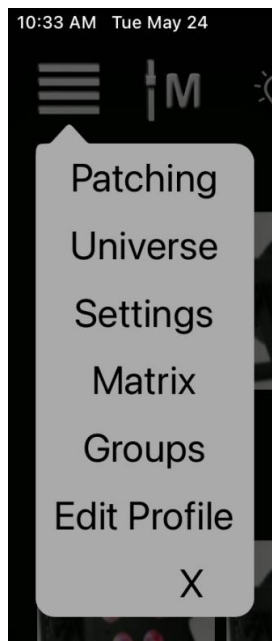 10:33 AM Tue May 24
M
Patching
Universe
Settings
Matrix
Groups
Edit Profile
X